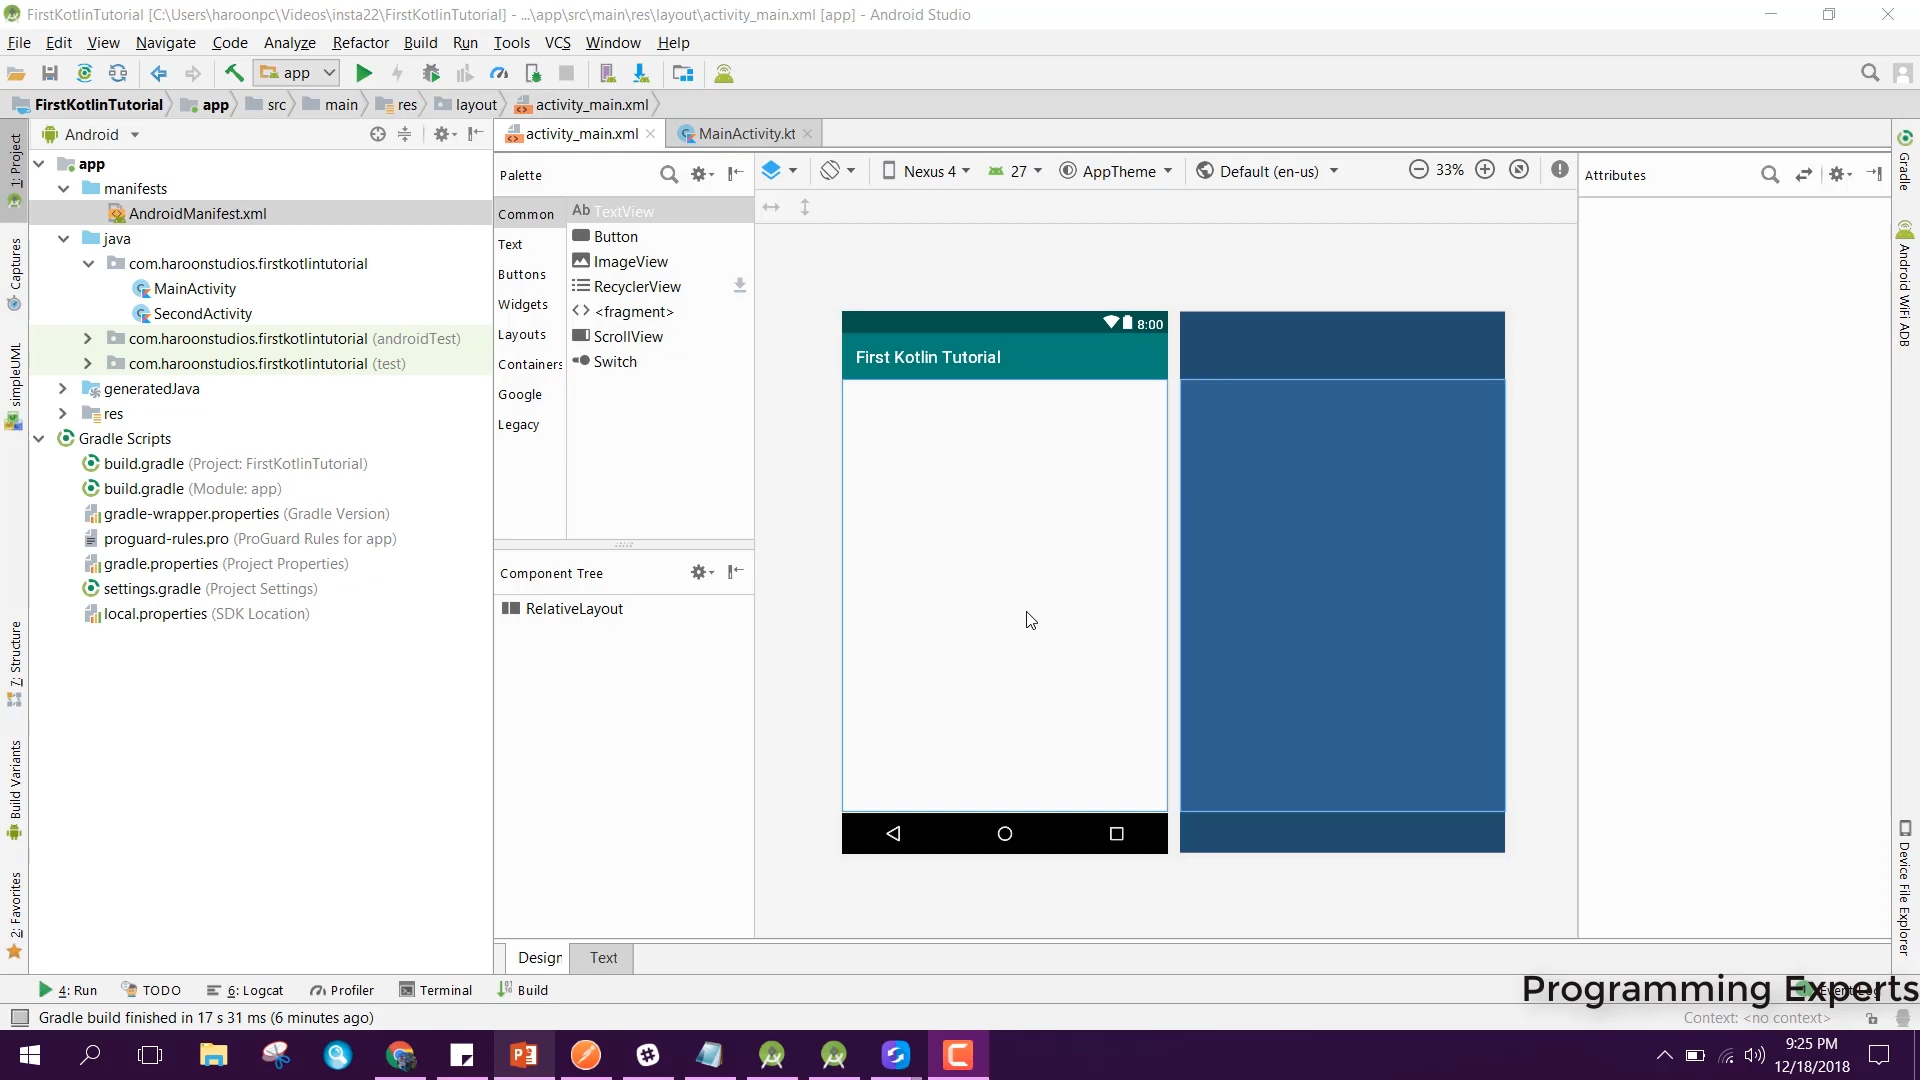 FirstKotlinTutorial [C:\Users\haroonpc\Videos\insta22\FirstKotlinTutorial] - ...\app\src\main\res\layout\activity_main.xml [app] - Android Studio
File Edit View Navigate Code Analyze Refactor Build Run Tools VCS Window Help
app
FirstKotlinTutorial app src main res layout activity_main.xml
1: Project
Captures
simpleUML
7: Structure
Build Variants
2: Favorites
Android
app
manifests
AndroidManifest.xml
java
com.haroonstudios.firstkotlintutorial
MainActivity
SecondActivity
com.haroonstudios.firstkotlintutorial (androidTest)
com.haroonstudios.firstkotlintutorial (test)
generatedJava
res
Gradle Scripts
build.gradle (Project: FirstKotlinTutorial)
build.gradle (Module: app)
gradle-wrapper.properties (Gradle Version)
proguard-rules.pro (ProGuard Rules for app)
gradle.properties (Project Properties)
settings.gradle (Project Settings)
local.properties (SDK Location)
activity_main.xml MainActivity.kt
Palette
Common
Text
Buttons
Widgets
Layouts
Containers
Google
Legacy
Ab TextView
Button
ImageView
RecyclerView
<fragment>
ScrollView
Switch
Component Tree
RelativeLayout
Nexus 4 27 AppTheme Default (en-us) 33%
8:00
First Kotlin Tutorial
Attributes
Gradle
Android WiFi ADB
Device File Explorer
Design Text
4: Run TODO 6: Logcat Profiler Terminal Build
Programming Experts
Gradle build finished in 17 s 31 ms (6 minutes ago)
Context: <no context>
9:25 PM
12/18/2018